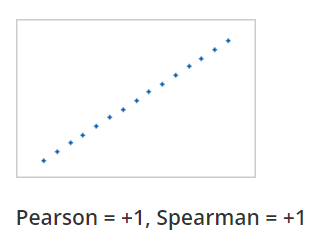 Pearson = +1, Spearman = +1